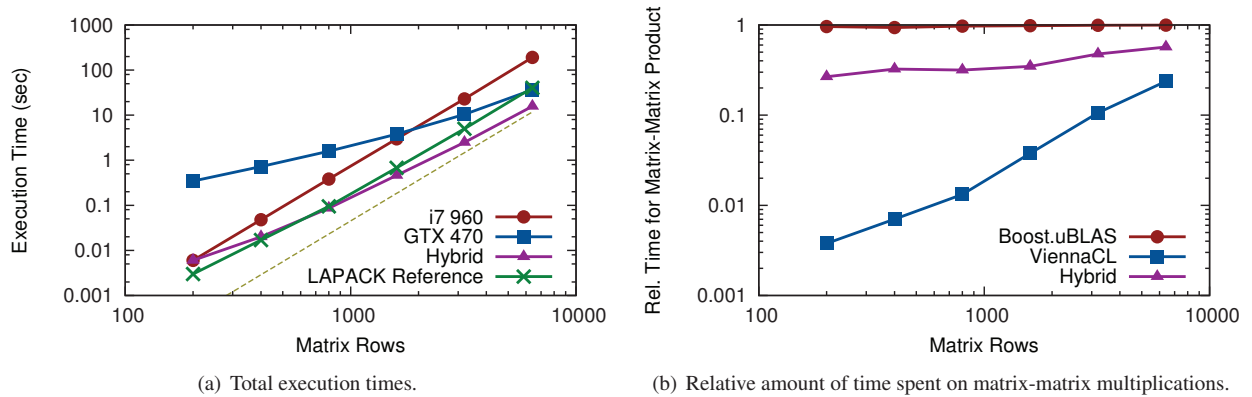 Execution Time (sec)
1000
100
10
1
0.1
0.01
0.001
100
1000
10000
Matrix Rows
i7 960
GTX 470
Hybrid
LAPACK Reference
(a) Total execution times.
Rel. Time for Matrix-Matrix Product
1
0.1
0.01
0.001
100
1000
10000
Matrix Rows
Boost.uBLAS
ViennaCL
Hybrid
(b) Relative amount of time spent on matrix-matrix multiplications.